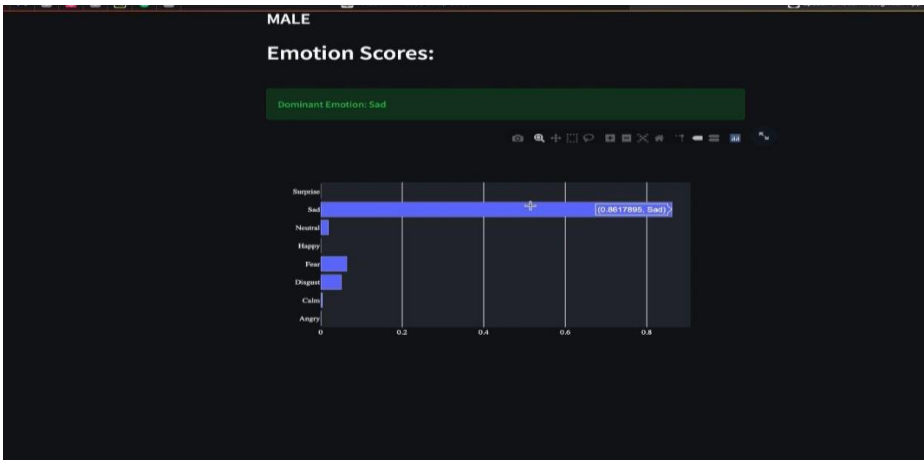 MALE
Emotion Scores:
Dominant Emotion: Sad
Surprise
Sad
(0.8617895, Sad)
Neutral
Happy
Fear
Disgust
Calm
Angry
0 0.2 0.4 0.6 0.8